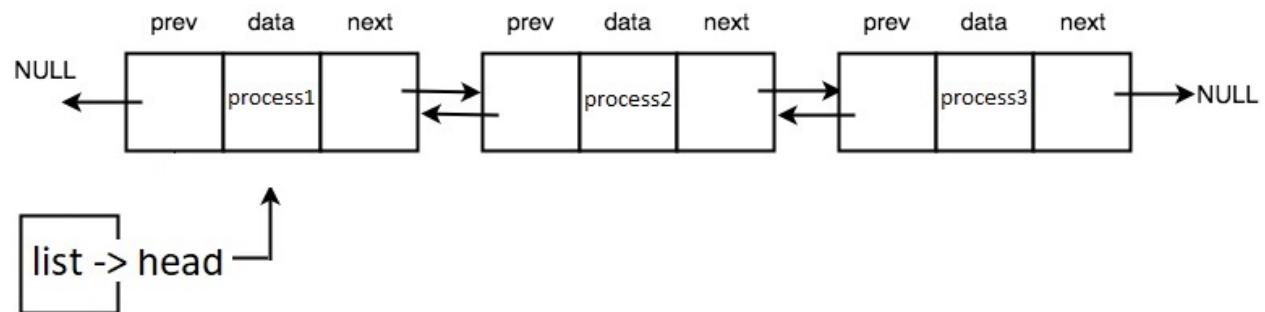 prev data next prev data next prev data next
NULL
process1 process2 process3 NULL
list -> head